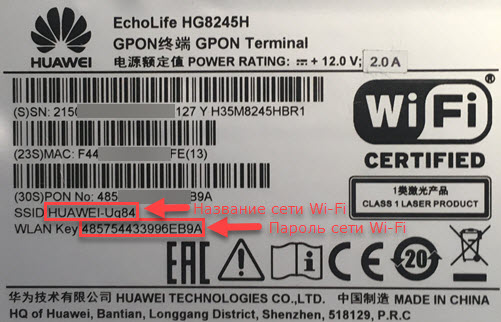 HUAWEI
EchoLife HG8245H
GPON终端 GPON Terminal
电源额定值 POWER RATING: ⎓ + 12.0 V; 2.0 A
(S)SN: 2150 127 Y H35M8245HBR1
(23S)MAC: F44 FE(13)
(30S)PON No: 485 B9A
SSID HUAWEI-Uq84 Название сети Wi-Fi
WLAN Key 485754433996EB9A Пароль сети Wi-Fi
WiFi
CERTIFIED
1类激光产品
CLASS 1 LASER PRODUCT
EAC CE 20
华为技术有限公司 中国制造
HUAWEI TECHNOLOGIES CO., LTD. MADE IN CHINA
HQ of Huawei, Bantian, Longgang District, Shenzhen, 518129, P.R.C